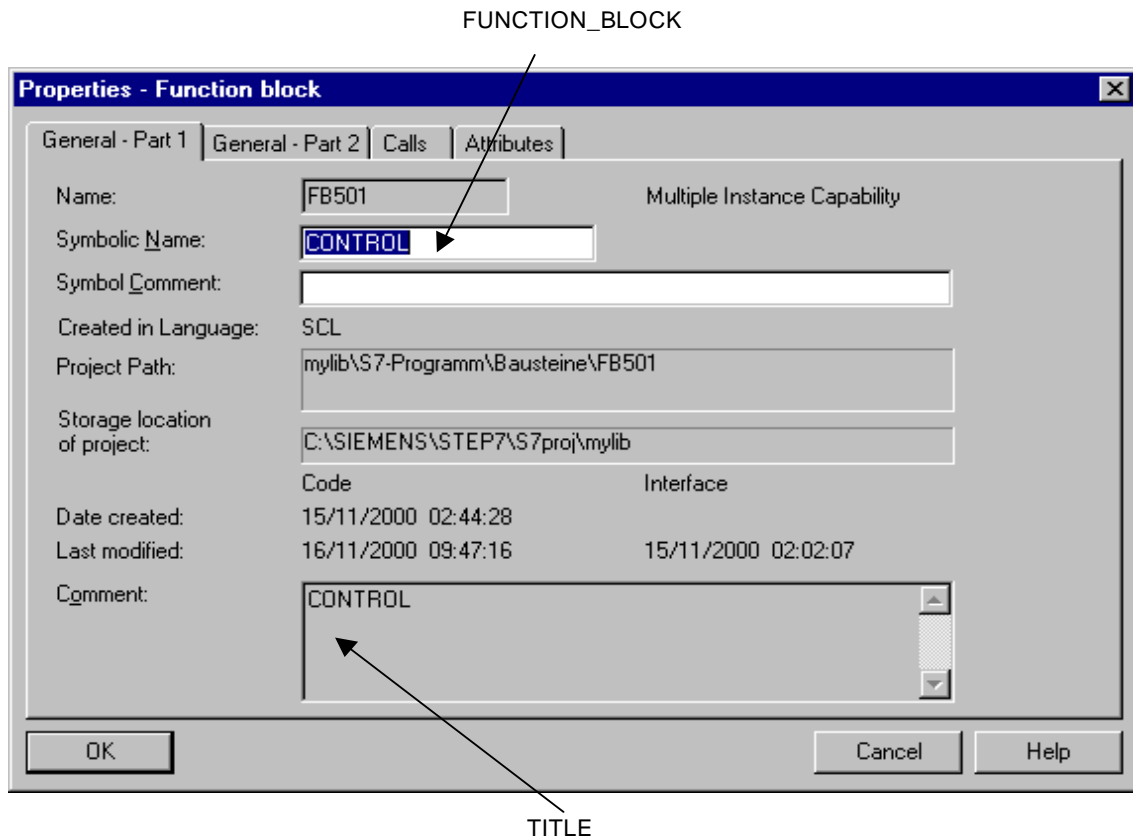 FUNCTION_BLOCK
Properties - Function block
General - Part 1 General - Part 2 Calls Attributes
Name: FB501 Multiple Instance Capability
Symbolic Name: CONTROL
Symbol Comment:
Created in Language: SCL
Project Path: mylib\S7-Programm\Bausteine\FB501
Storage location
of project: C:\SIEMENS\STEP7\S7proj\mylib
Code Interface
Date created: 15/11/2000 02:44:28
Last modified: 16/11/2000 09:47:16 15/11/2000 02:02:07
Comment: CONTROL
OK Cancel Help
TITLE